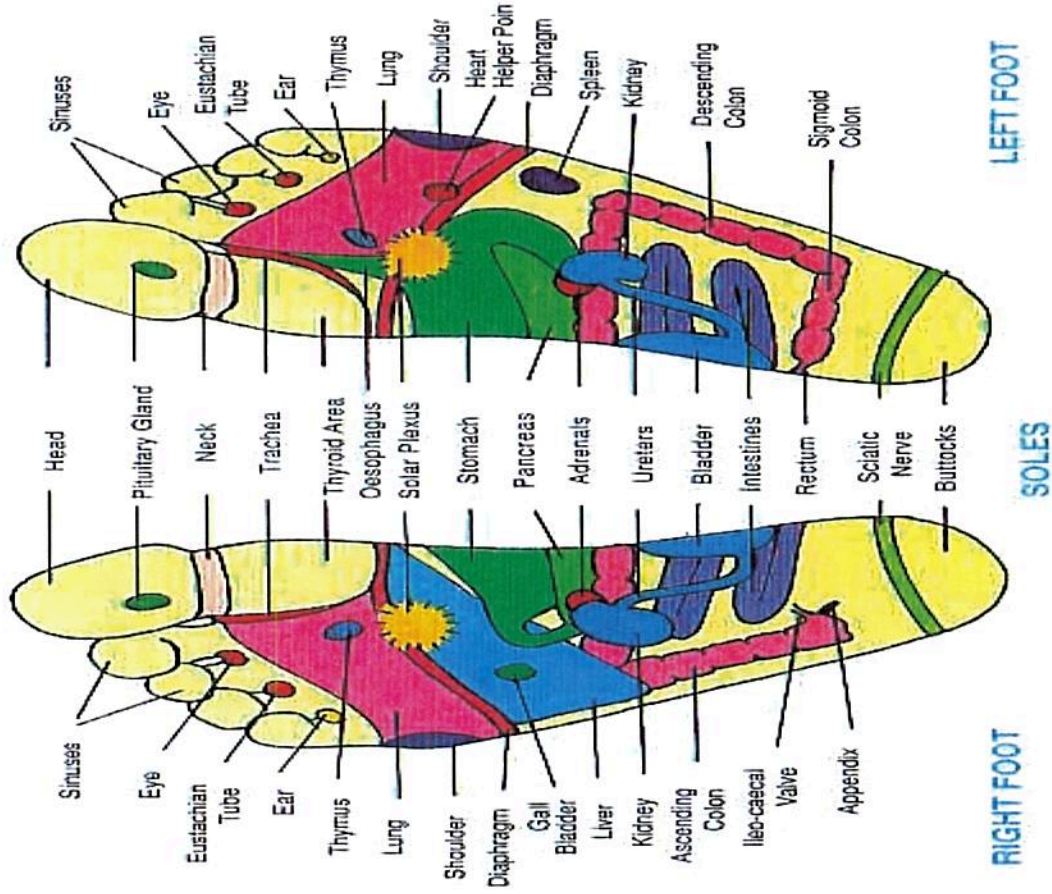 Sinuses
Eye
Eustachian
Tube
Ear
Thymus
Lung
Shoulder
Diaphragm
Gall
Bladder
Liver
Kidney
Ascending
Colon
Ileo-caecal
Valve
Appendix
RIGHT FOOT
Head
Pituitary Gland
Neck
Trachea
Thyroid Area
Oesophagus
Solar Plexus
Stomach
Pancreas
Adrenals
Ureters
Bladder
Intestines
Rectum
Sciatic
Nerve
Buttocks
SOLES
Sinuses
Eye
Eustachian
Tube
Ear
Thymus
Lung
Shoulder
Heart
Helper Poin
Diaphragm
Spleen
Kidney
Descending
Colon
Sigmoid
Colon
LEFT FOOT